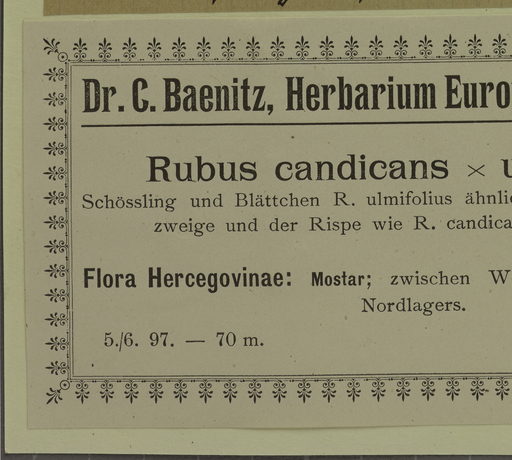 Dr. C. Baenitz, Herbarium Euro
Rubus candicans × u
Schössling und Blättchen R. ulmifolius ähnli
zweige und der Rispe wie R. candica
Flora Hercegovinae: Mostar; zwischen W
Nordlagers.
5./6. 97. — 70 m.